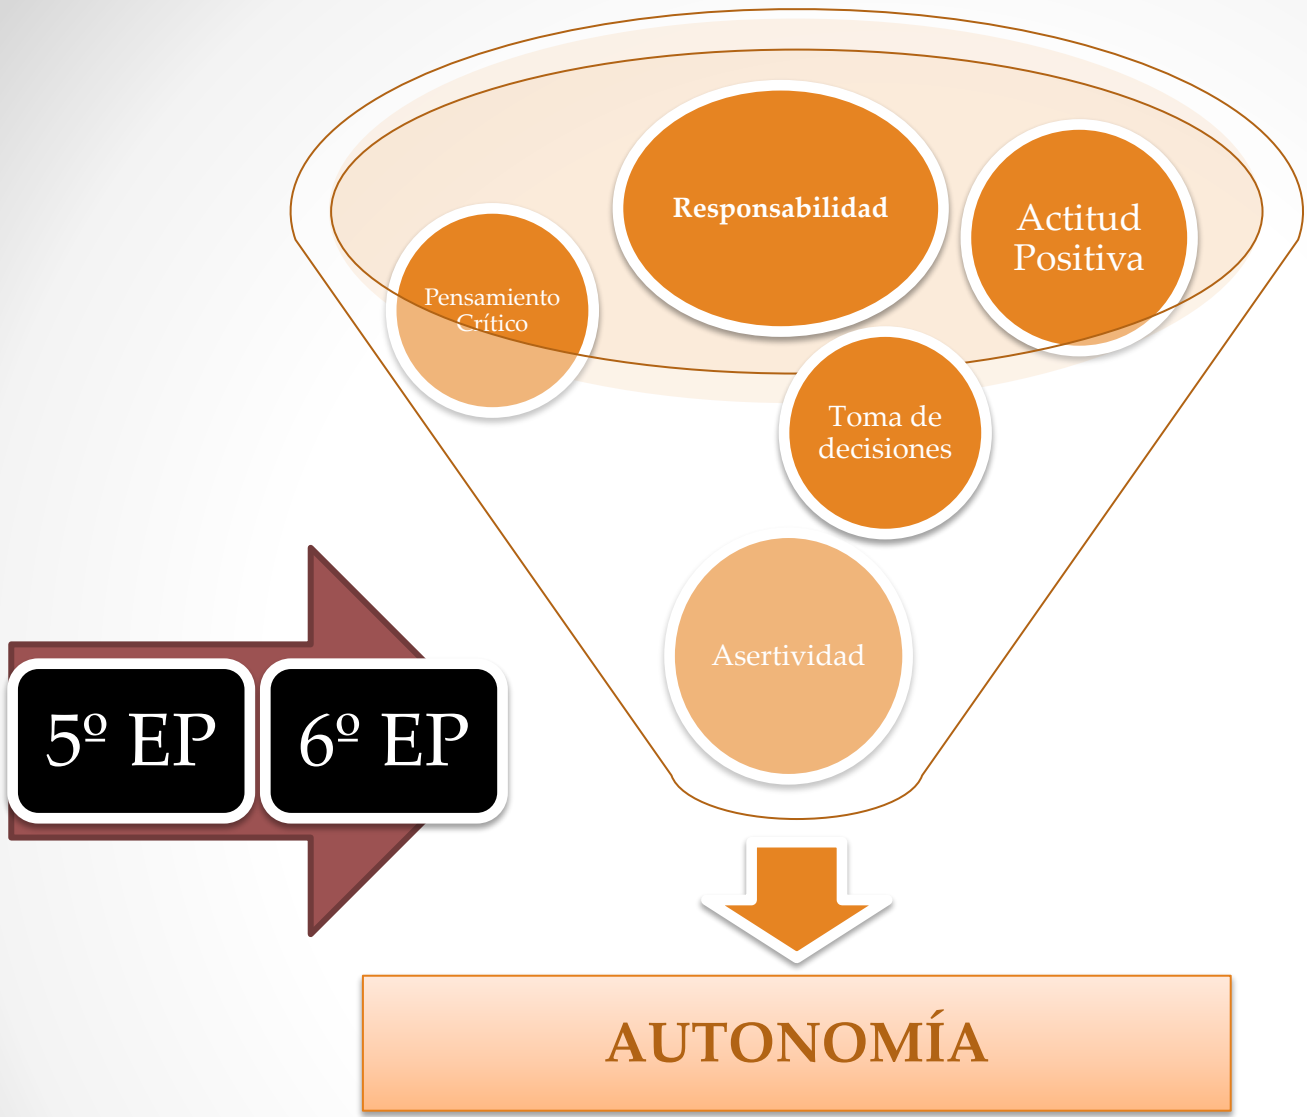 Responsabilidad
Actitud
Positiva
Pensamiento
Crítico
Toma de
decisiones
Asertividad
5º EP
6º EP
AUTONOMÍA